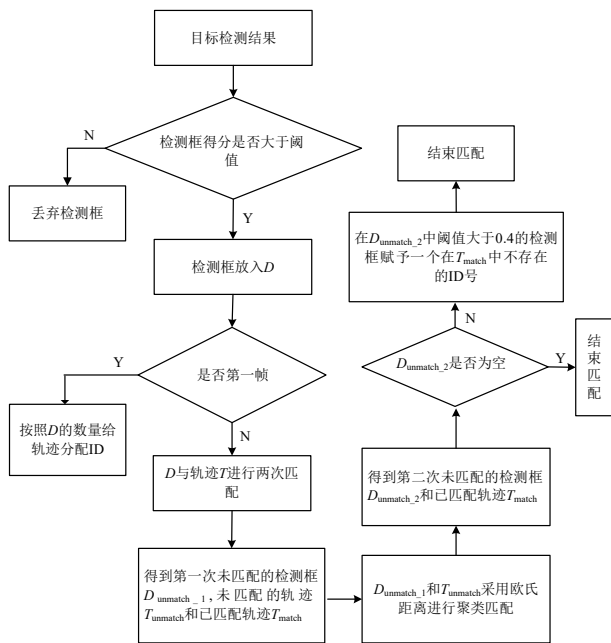 目标检测结果
N
检测框得分是否大于阈
值
丢弃检测框
Y
检测框放入D
Y
是否第一帧
按照D的数量给
轨迹分配ID
N
D与轨迹T进行两次匹
配
得到第一次未匹配的检测框
D_unmatch_1,未匹配的轨迹
T_unmatch和已匹配轨迹T_match
D_unmatch_1和T_unmatch采用欧氏
距离进行聚类匹配
得到第二次未匹配的检测框
D_unmatch_2和已匹配轨迹T_match
D_unmatch_2是否为空
Y
结
束
匹
配
N
在D_unmatch_2中阈值大于0.4的检测
框赋予一个在T_match中不存在
的ID号
结束匹配